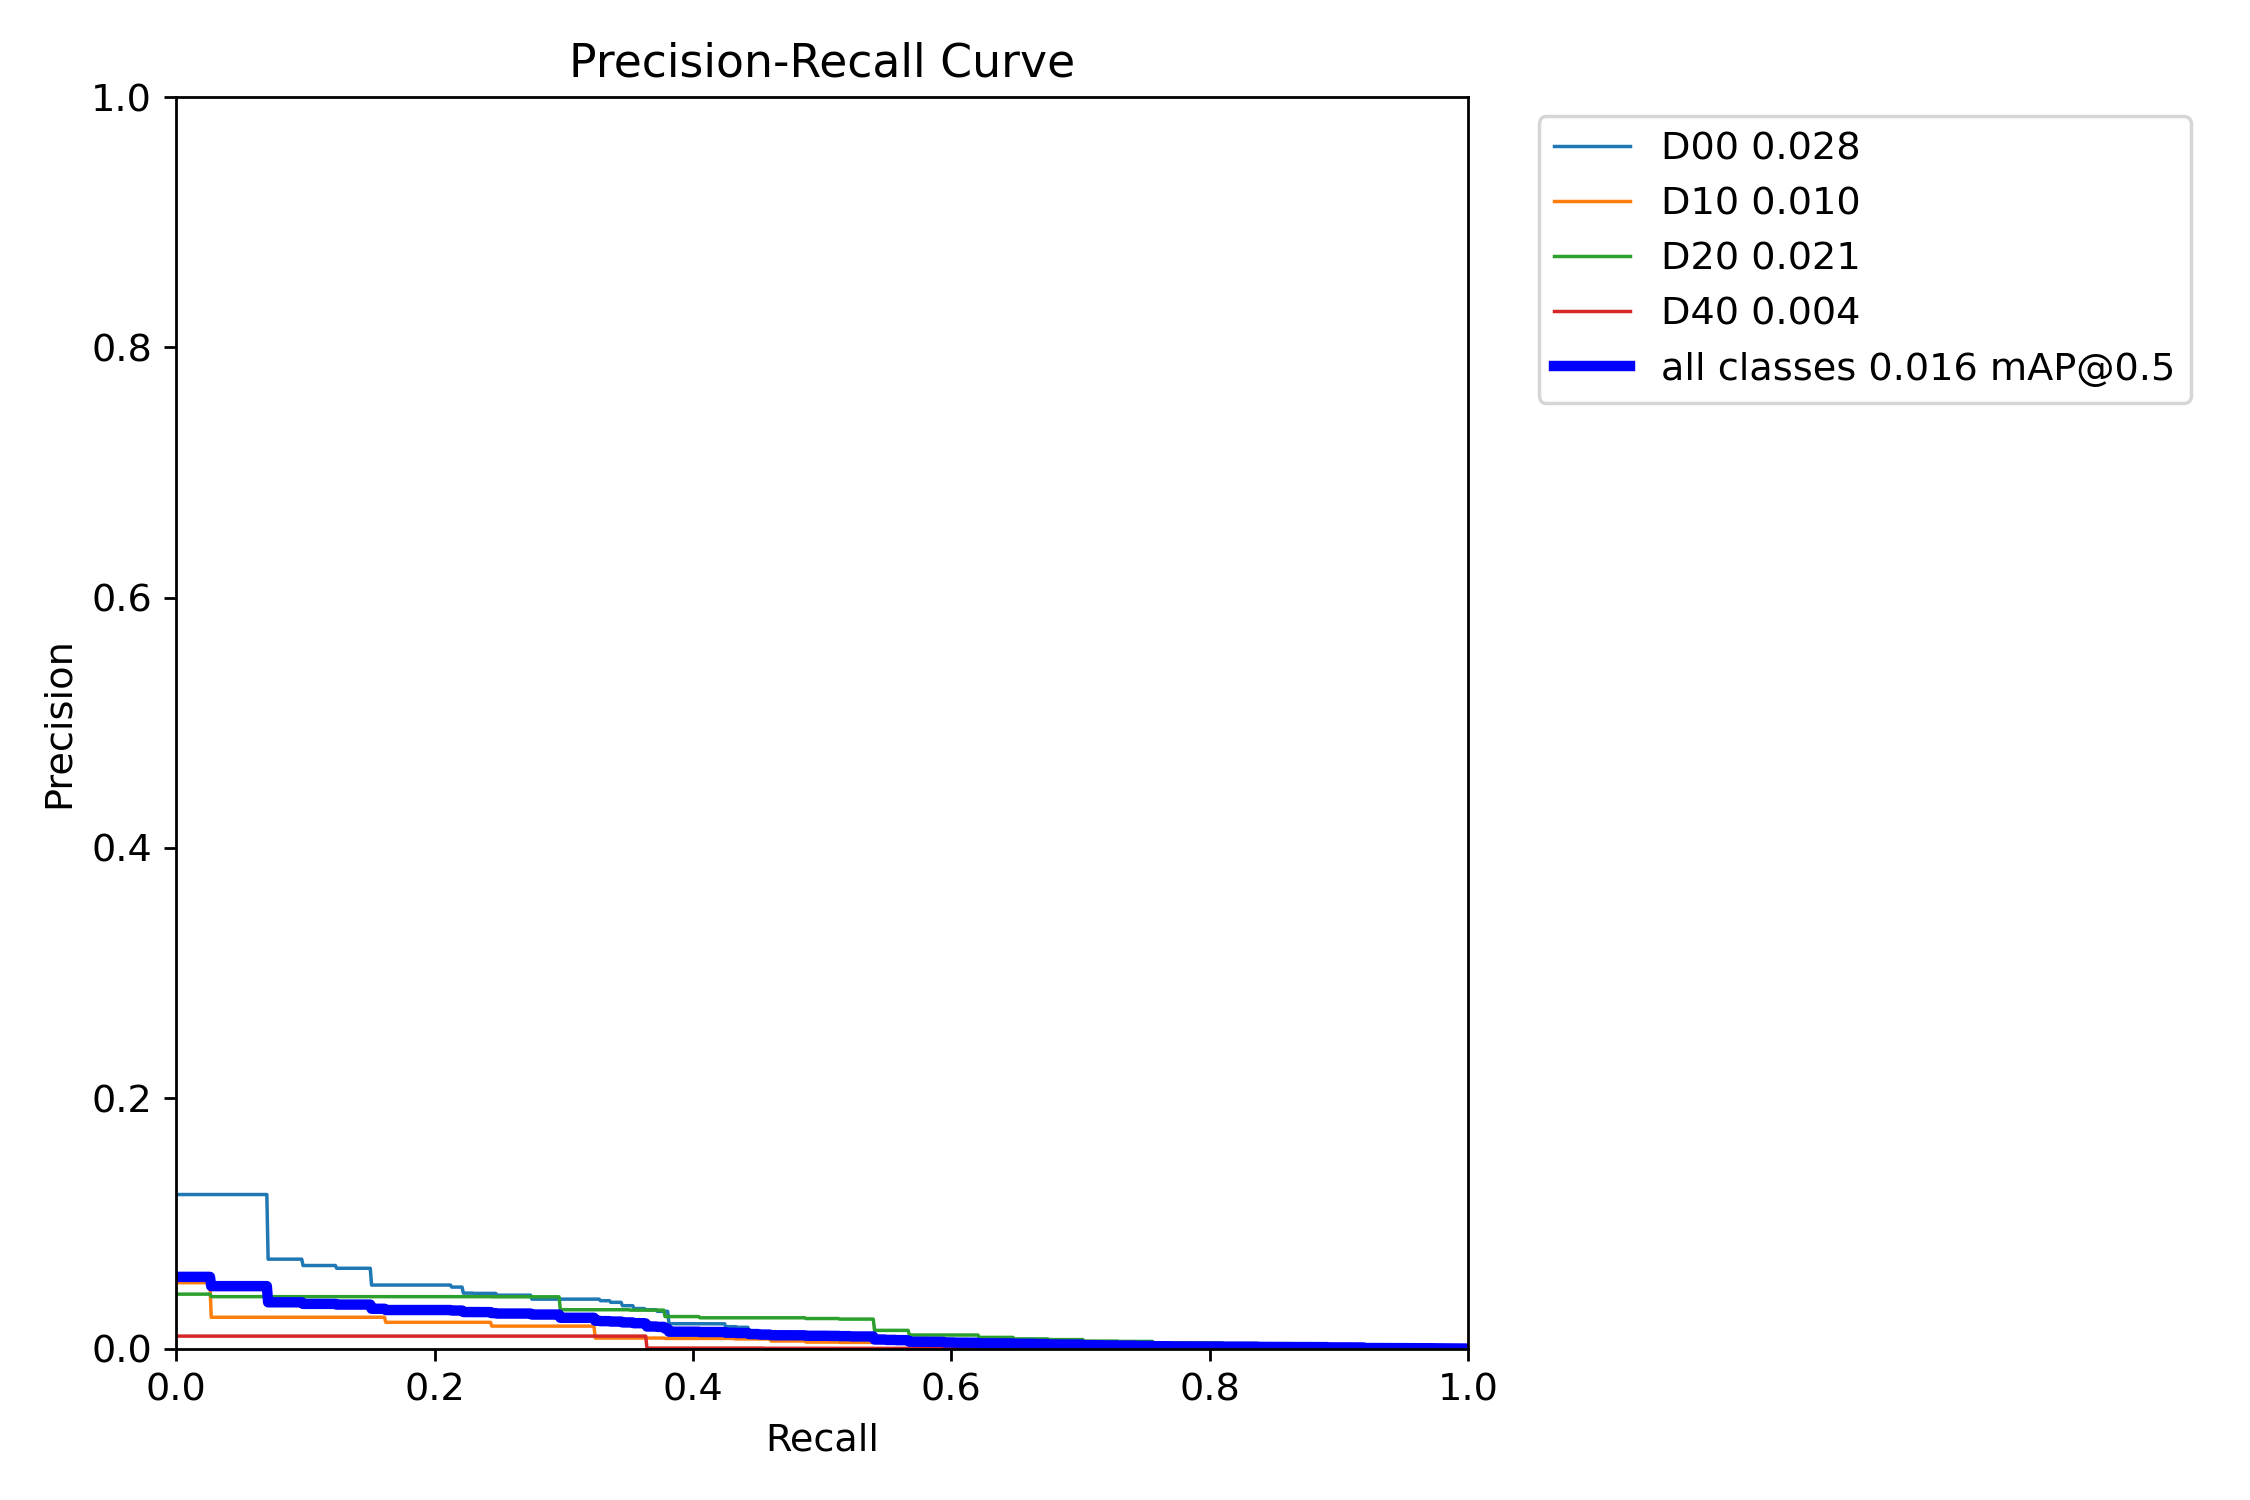 Precision-Recall Curve
1.0
0.8
0.6
0.4
0.2
0.0
Precision
0.0 0.2 0.4 0.6 0.8 1.0
Recall
D00 0.028
D10 0.010
D20 0.021
D40 0.004
all classes 0.016 mAP@0.5